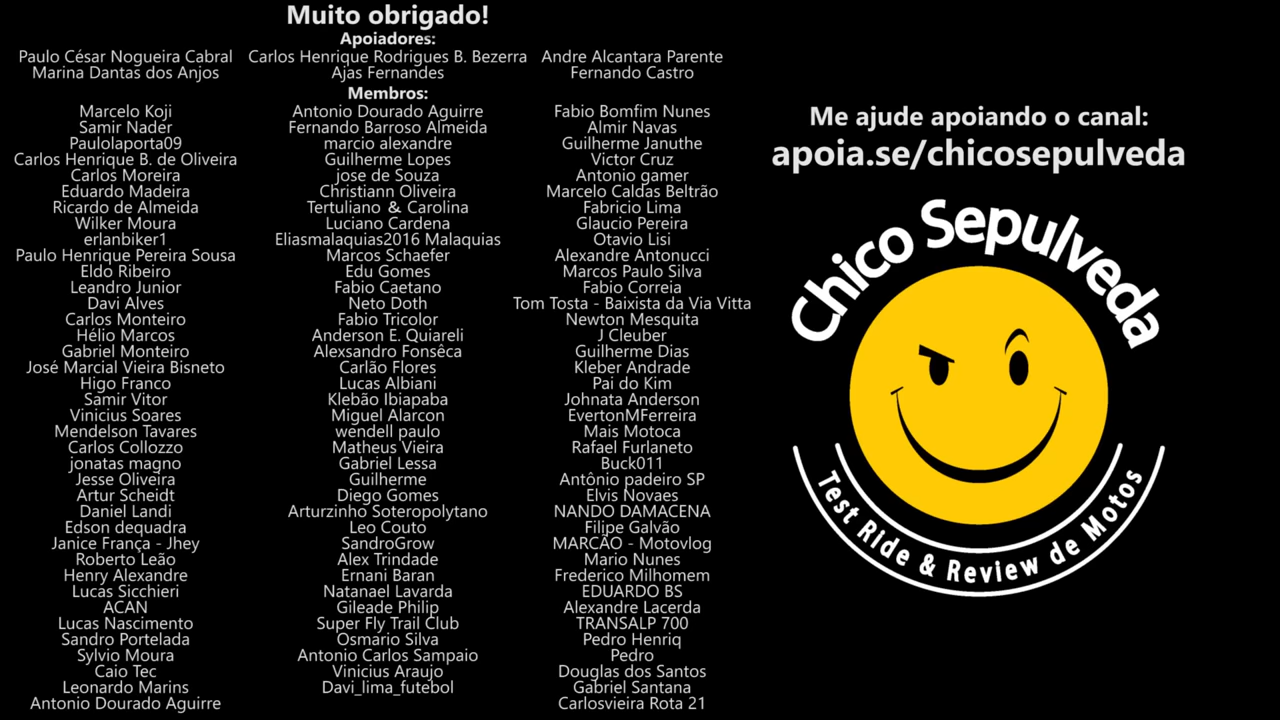 Muito obrigado!
Apoiadores:
Paulo César Nogueira Cabral Carlos Henrique Rodrigues B. Bezerra Andre Alcantara Parente
Marina Dantas dos Anjos Ajas Fernandes Fernando Castro
Membros:
Marcelo Koji Antonio Dourado Aguirre Fabio Bomfim Nunes
Samir Nader Fernando Barroso Almeida Almir Navas
Paulolaporta09 marcio alexandre Guilherme Januthe
Carlos Henrique B. de Oliveira Guilherme Lopes Victor Cruz
Carlos Moreira jose de Souza Antonio gamer
Eduardo Madeira Christiann Oliveira Marcelo Caldas Beltrão
Ricardo de Almeida Tertuliano & Carolina Fabricio Lima
Wilker Moura Luciano Cardena Glaucio Pereira
erlanbiker1 Eliasmalaquias2016 Malaquias Otavio Lisi
Paulo Henrique Pereira Sousa Marcos Schaefer Alexandre Antonucci
Eldo Ribeiro Edu Gomes Marcos Paulo Silva
Leandro Junior Fabio Caetano Fabio Correia
Davi Alves Neto Doth Tom Tosta - Baixista da Via Vitta
Carlos Monteiro Fabio Tricolor Newton Mesquita
Hélio Marcos Anderson E. Quiareli J Cleuber
Gabriel Monteiro Alexsandro Fonsêca Guilherme Dias
José Marcial Vieira Bisneto Carlão Flores Kleber Andrade
Higo Franco Lucas Albiani Pai do Kim
Samir Vitor Klebão Ibiapaba Johnata Anderson
Vinicius Soares Miguel Alarcon EvertonMFerreira
Mendelson Tavares wendell paulo Mais Motoca
Carlos Collozzo Matheus Vieira Rafael Furlaneto
jonatas magno Gabriel Lessa Buck011
Jesse Oliveira Guilherme Antônio padeiro SP
Artur Scheidt Diego Gomes Elvis Novaes
Daniel Landi Arturzinho Soteropolytano NANDO DAMACENA
Edson dequadra Leo Couto Filipe Galvão
Janice França - Jhey SandroGrow MARCÃO - Motovlog
Roberto Leão Alex Trindade Mario Nunes
Henry Alexandre Ernani Baran Frederico Milhomem
Lucas Sicchieri Natanael Lavarda EDUARDO BS
ACAN Gileade Philip Alexandre Lacerda
Lucas Nascimento Super Fly Trail Club TRANSALP 700
Sandro Portelada Osmario Silva Pedro Henriq
Sylvio Moura Antonio Carlos Sampaio Pedro
Caio Tec Vinicius Araujo Douglas dos Santos
Leonardo Marins Davi_lima_futebol Gabriel Santana
Antonio Dourado Aguirre Carlosvieira Rota 21
Me ajude apoiando o canal:
apoia.se/chicosepulveda
Chico Sepulveda
Test Ride & Review de Motos